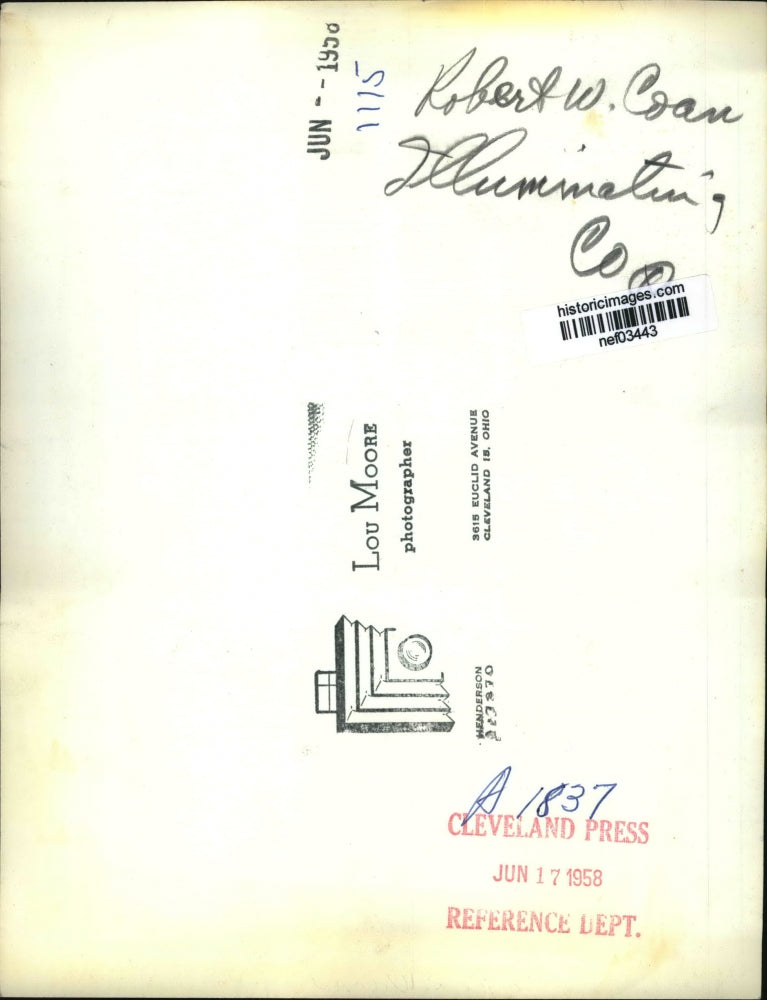 JUN - - 1958
1115
Robert W. Coan
Illuminating
Co
historicimages.com
nef03443
LOU MOORE
photographer
3615 EUCLID AVENUE
CLEVELAND 15, OHIO
HENDERSON
A 1837
CLEVELAND PRESS
JUN 17 1958
REFERENCE DEPT.